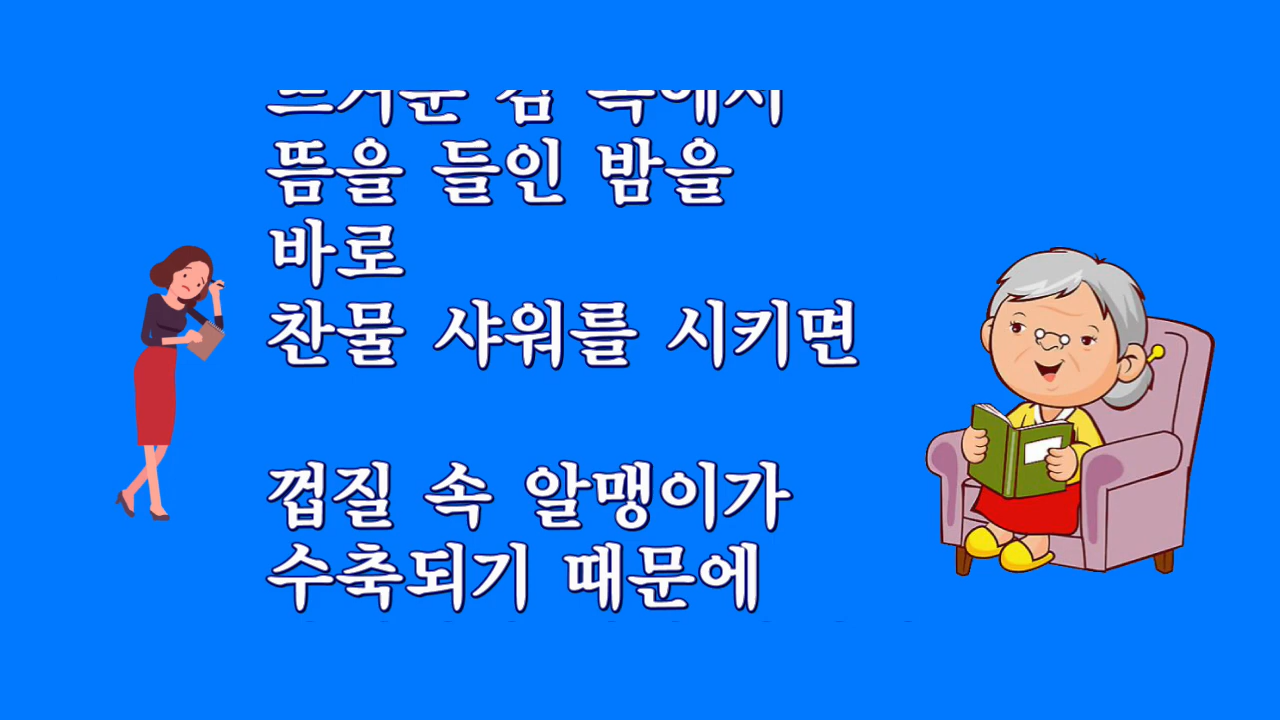 뜸을 들인 밤을
바로
찬물 샤워를 시키면
껍질 속 알맹이가
수축되기 때문에